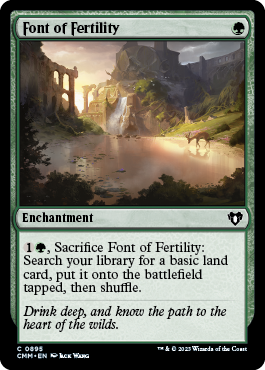 Font of Fertility
Enchantment
1 G, Sacrifice Font of Fertility:
Search your library for a basic land
card, put it onto the battlefield
tapped, then shuffle.
Drink deep, and know the path to the
heart of the wilds.
C 0895
CMM • EN Jack Wang
™ & © 2023 Wizards of the Coast